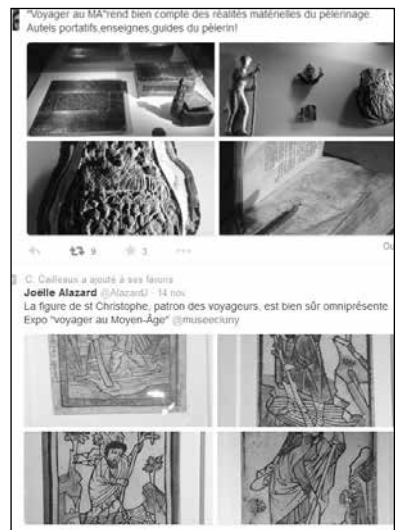 "Voyager au MA"rend bien compte des réalités matérielles du pèlerinage.
Autels portatifs,enseignes,guides du pèlerin!
9
3
Ou
C. Cailleaux a ajouté à ses favoris
Joëlle Alazard @AlazardJ · 14 nov.
La figure de st Christophe, patron des voyageurs, est bien sûr omniprésente
Expo "voyager au Moyen-Âge" @museecluny